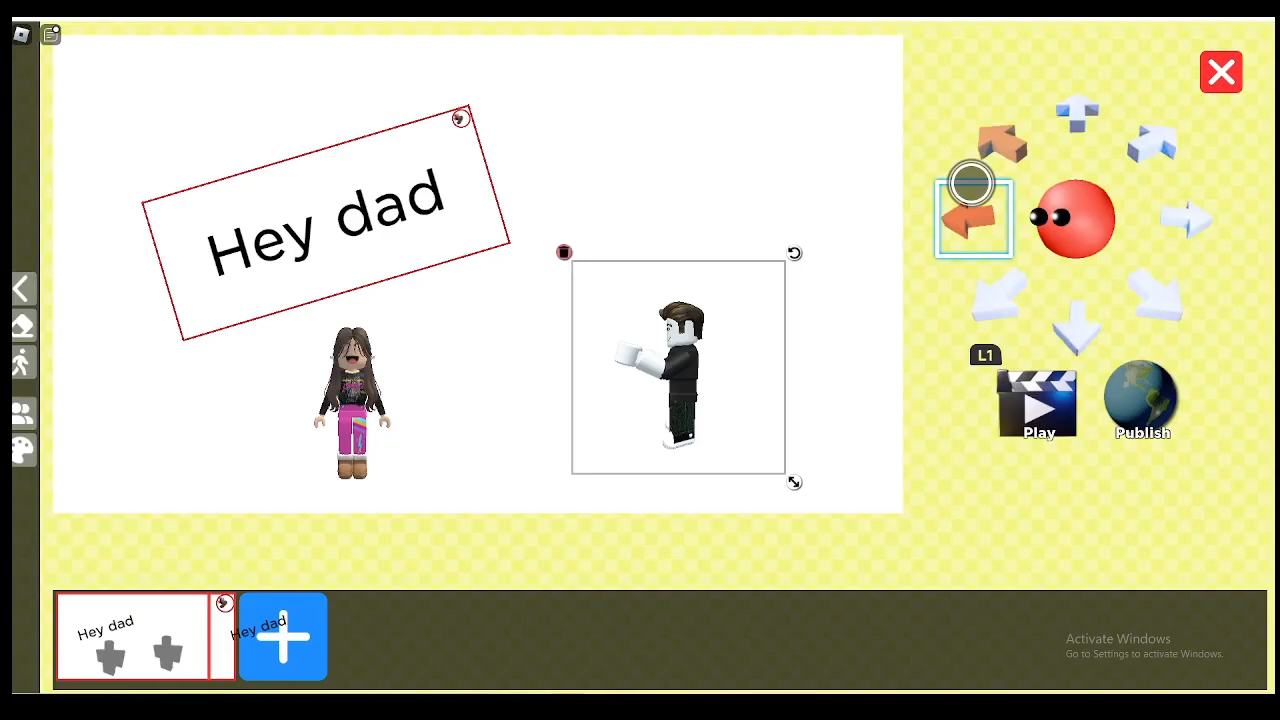 Hey dad
L1
Play
Publish
Hey dad
Hey dad
Activate Windows
Go to Settings to activate Windows.